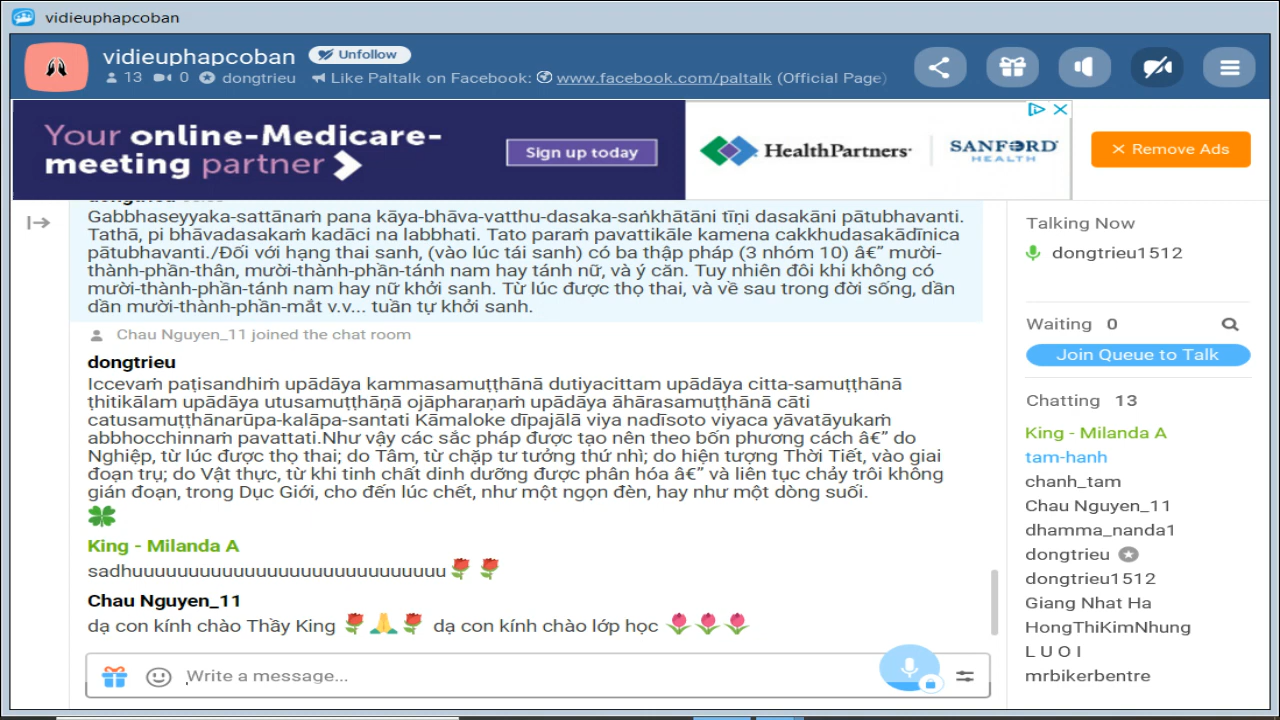 vidieuphapcoban
vidieuphapcoban Unfollow
13 0 dongtrieu Like Paltalk on Facebook: www.facebook.com/paltalk (Official Page)
Your online-Medicare-
meeting partner
Sign up today
HealthPartners
SANFORD
HEALTH
Remove Ads
Gabbhaseyyaka-sattānaṁ pana kāya-bhāva-vatthu-dasaka-saṅkhātāni tīṇi dasakāni pātubhavanti.
Tathā, pi bhāvadasakaṁ kadāci na labbhati. Tato paraṁ pavattikāle kamena cakkhudasakādīnica
pātubhavanti./Đối với hạng thai sanh, (vào lúc tái sanh) có ba thập pháp (3 nhóm 10) â€” mười-
thành-phần-thân, mười-thành-phần-tánh nam hay tánh nữ, và ý căn. Tuy nhiên đôi khi không có
mười-thành-phần-tánh nam hay nữ khởi sanh. Từ lúc được thọ thai, và về sau trong đời sống, dần
dần mười-thành-phần-mắt v.v... tuần tự khởi sanh.
Chau Nguyen_11 joined the chat room
dongtrieu
Iccevaṁ paṭisandhiṁ upādāya kammasamuṭṭhānā dutiyacittam upādāya citta-samuṭṭhānā
ṭhitikālam upādāya utusamuṭṭhāṇā ojāpharaṇaṁ upādāya āhārasamuṭṭhānā cāti
catusamuṭṭhānarūpa-kalāpa-santati Kāmaloke dīpajālā viya nadīsoto viyaca yāvatāyukaṁ
abbhocchinnaṁ pavattati.Như vậy các sắc pháp được tạo nên theo bốn phương cách â€” do
Nghiệp, từ lúc được thọ thai; do Tâm, từ chặp tư tưởng thứ nhì; do hiện tượng Thời Tiết, vào giai
đoạn trụ; do Vật thực, từ khi tinh chất dinh dưỡng được phân hóa â€” và liên tục chảy trôi không
gián đoạn, trong Dục Giới, cho đến lúc chết, như một ngọn đèn, hay như một dòng suối.
King - Milanda A
sadhuuuuuuuuuuuuuuuuuuuuuuuuuuuu
Chau Nguyen_11
dạ con kính chào Thầy King dạ con kính chào lớp học
Write a message...
Talking Now
dongtrieu1512
Waiting 0
Join Queue to Talk
Chatting 13
King - Milanda A
tam-hanh
chanh_tam
Chau Nguyen_11
dhamma_nanda1
dongtrieu
dongtrieu1512
Giang Nhat Ha
HongThiKimNhung
L U O I
mrbikerbentre